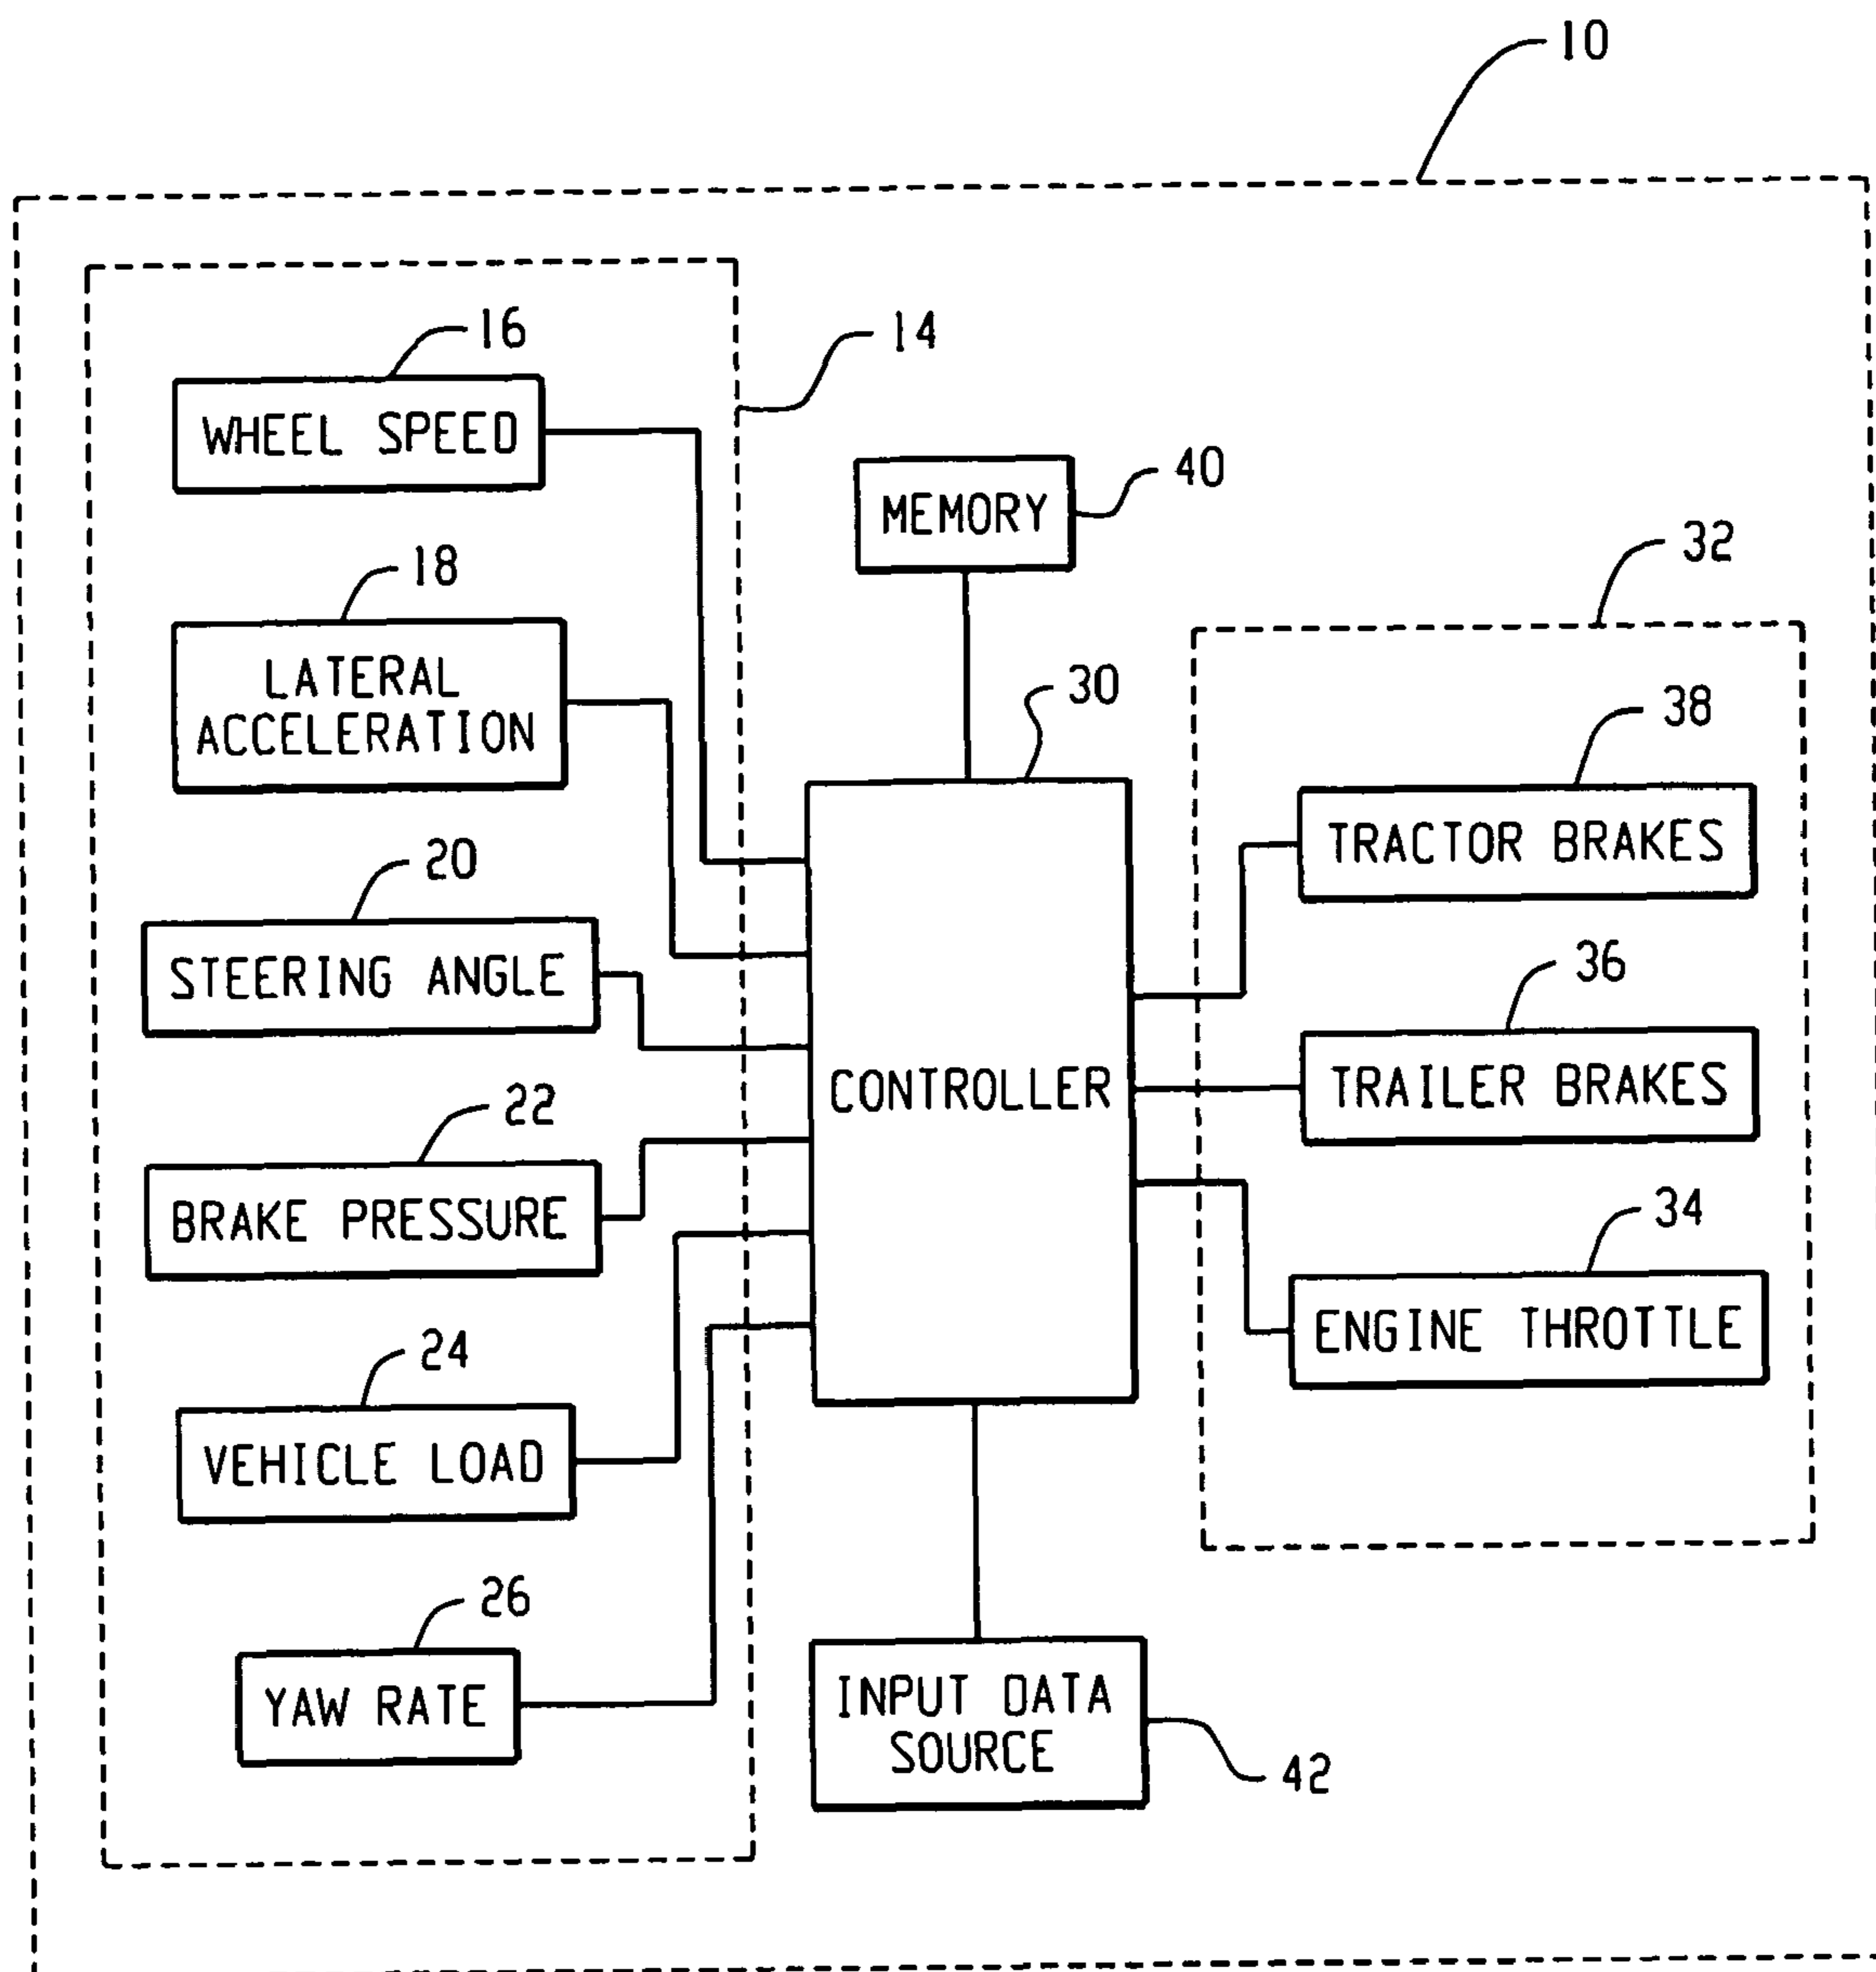 10
16
WHEEL SPEED
14
40
MEMORY
18
LATERAL
ACCELERATION
32
30
38
TRACTOR BRAKES
20
STEERING ANGLE
36
TRAILER BRAKES
CONTROLLER
22
BRAKE PRESSURE
34
ENGINE THROTTLE
24
VEHICLE LOAD
26
YAW RATE
INPUT DATA
SOURCE
42